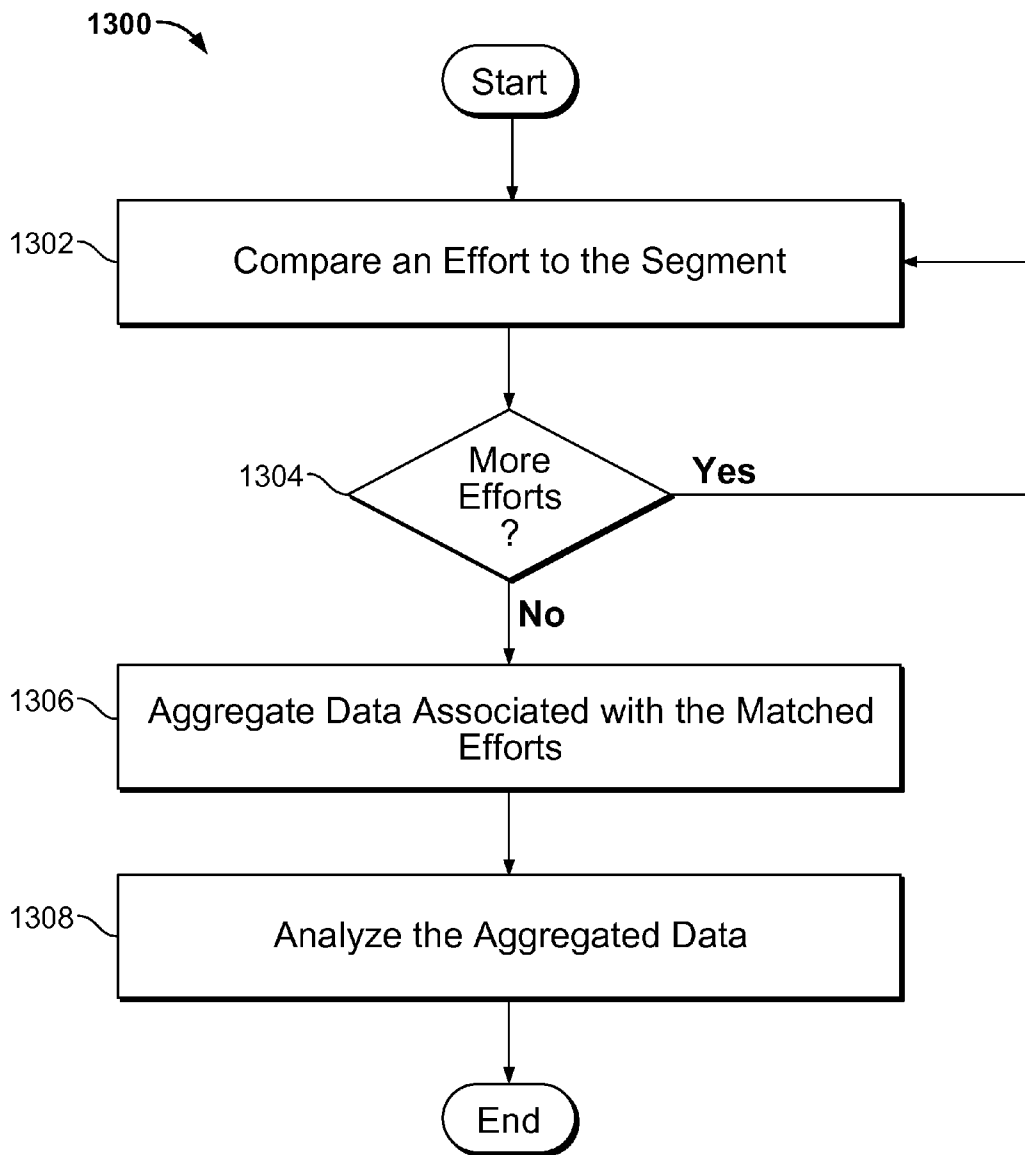 1300
Start
1302
Compare an Effort to the Segment
1304
More
Efforts
?
Yes
No
1306
Aggregate Data Associated with the Matched
Efforts
1308
Analyze the Aggregated Data
End